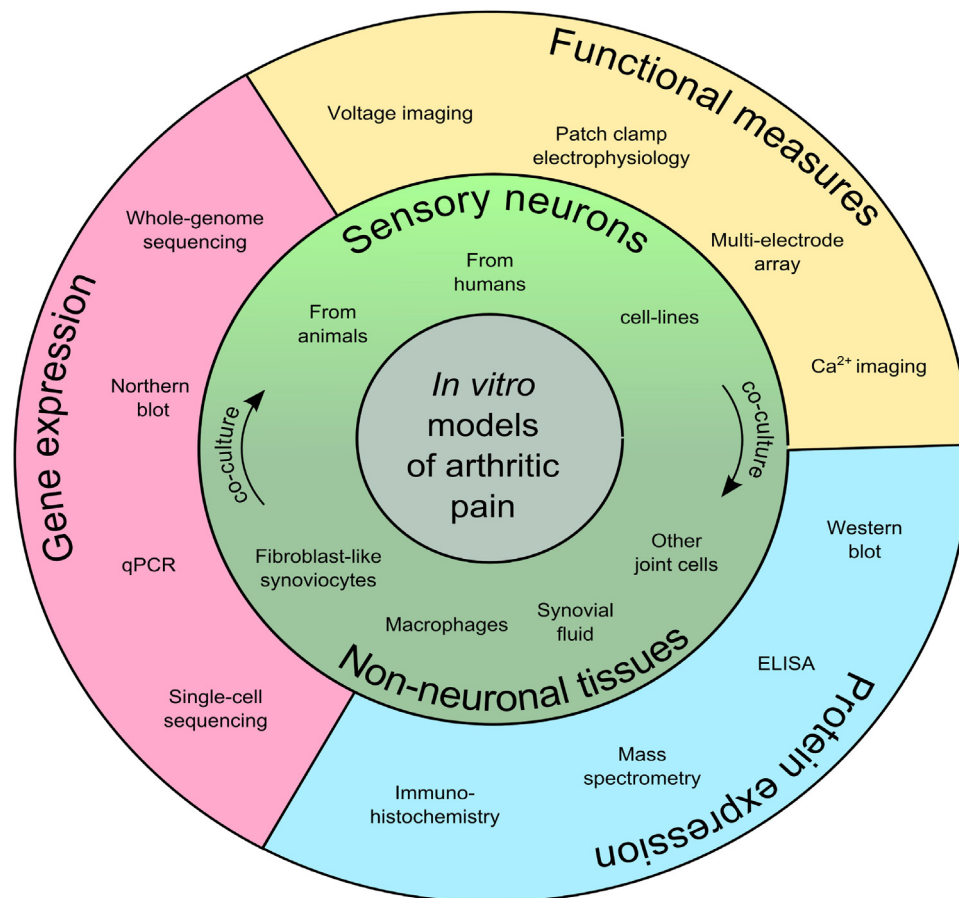 Functional measures
Voltage imaging
Patch clamp
electrophysiology
Multi-electrode
array
Ca²⁺ imaging
Gene expression
Whole-genome
sequencing
Northern
blot
qPCR
Single-cell
sequencing
Sensory neurons
From
humans
From
animals
cell-lines
co-culture
co-culture
In vitro
models
of arthritic
pain
Fibroblast-like
synoviocytes
Macrophages
Synovial
fluid
Other
joint cells
Non-neuronal tissues
Western
blot
ELISA
Mass
spectrometry
Immuno-
histochemistry
Protein expression